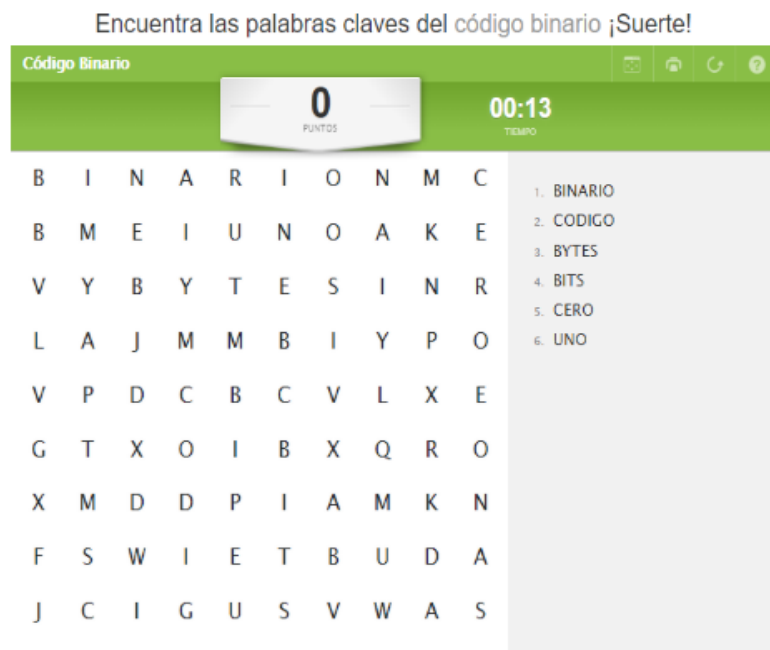 Encuentra las palabras claves del código binario ¡Suerte!
Código Binario
0
PUNTOS
00:13
TIEMPO
B I N A R I O N M C
B M E I U N O A K E
V Y B Y T E S I N R
L A J M M B I Y P O
V P D C B C V L X E
G T X O I B X Q R O
X M D D P I A M K N
F S W I E T B U D A
J C I G U S V W A S
1. BINARIO
2. CODIGO
3. BYTES
4. BITS
5. CERO
6. UNO